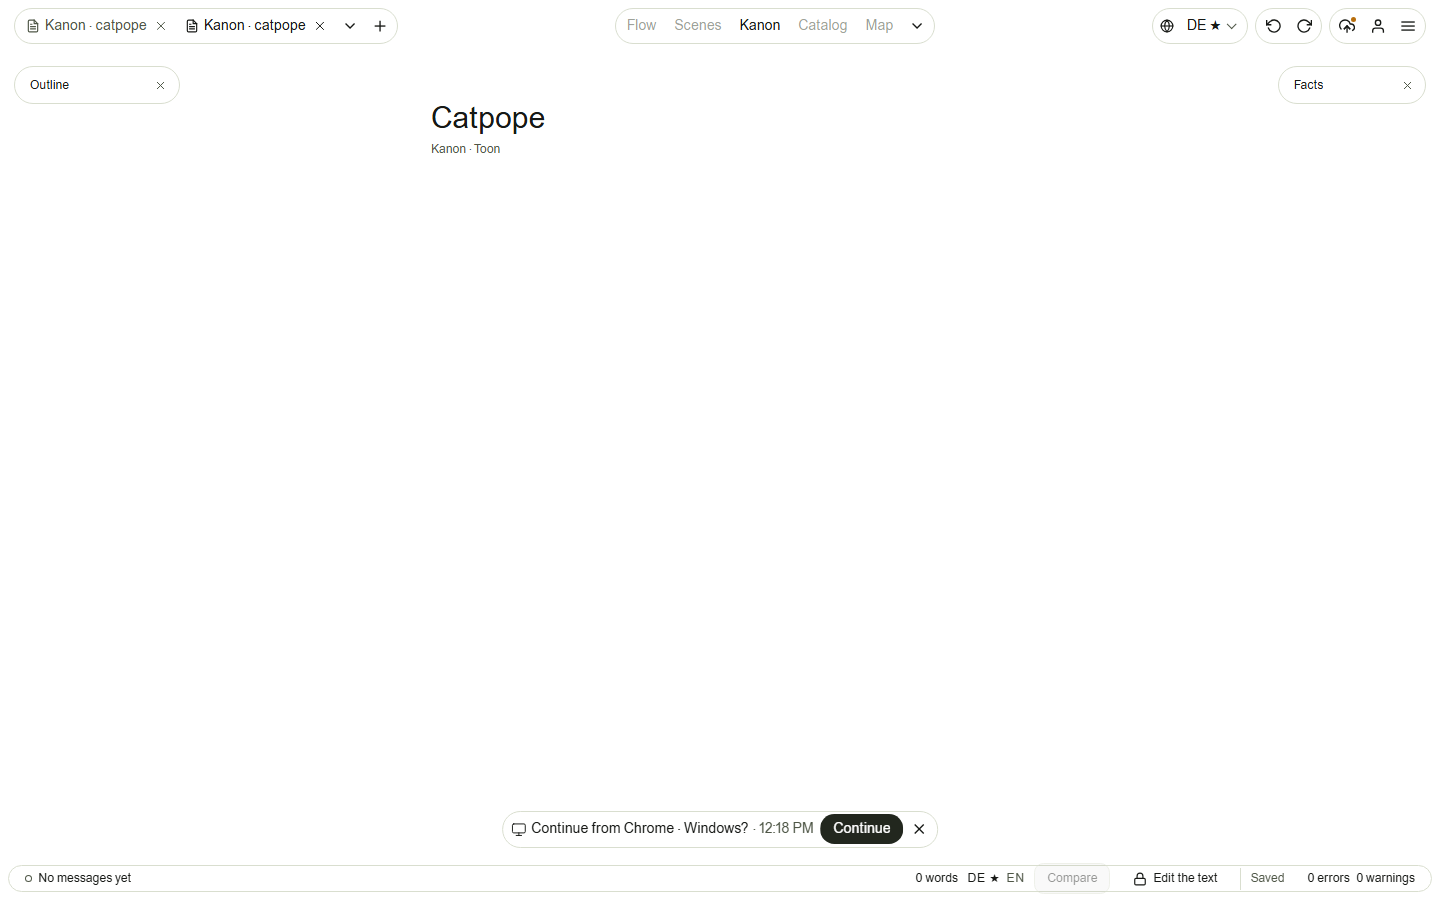 Kanon · catpope
Kanon · catpope
Flow Scenes Kanon Catalog Map
DE ★
Outline
Facts
Catpope
Kanon · Toon
Continue from Chrome · Windows? · 12:18 PM Continue
No messages yet
0 words DE ★ EN Compare Edit the text Saved 0 errors 0 warnings